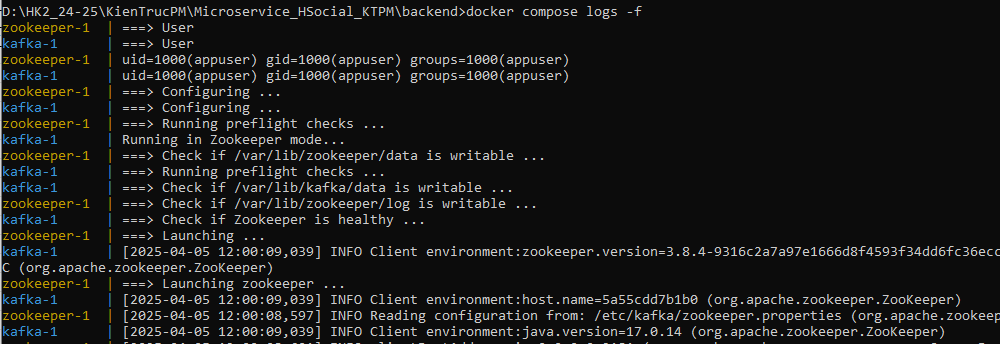 D:\HK2_24-25\KienTrucPM\Microservice_HSocial_KTPM\backend>docker compose logs -f
zookeeper-1 | ===> User
kafka-1 | ===> User
zookeeper-1 | uid=1000(appuser) gid=1000(appuser) groups=1000(appuser)
kafka-1 | uid=1000(appuser) gid=1000(appuser) groups=1000(appuser)
zookeeper-1 | ===> Configuring ...
kafka-1 | ===> Configuring ...
zookeeper-1 | ===> Running preflight checks ...
kafka-1 | Running in Zookeeper mode...
zookeeper-1 | ===> Check if /var/lib/zookeeper/data is writable ...
kafka-1 | ===> Running preflight checks ...
kafka-1 | ===> Check if /var/lib/kafka/data is writable ...
zookeeper-1 | ===> Check if /var/lib/zookeeper/log is writable ...
kafka-1 | ===> Check if Zookeeper is healthy ...
zookeeper-1 | ===> Launching ...
kafka-1 | [2025-04-05 12:00:09,039] INFO Client environment:zookeeper.version=3.8.4-9316c2a7a97e1666d8f4593f34dd6fc36ecc
C (org.apache.zookeeper.ZooKeeper)
zookeeper-1 | ===> Launching zookeeper ...
kafka-1 | [2025-04-05 12:00:09,039] INFO Client environment:host.name=5a55cdd7b1b0 (org.apache.zookeeper.ZooKeeper)
zookeeper-1 | [2025-04-05 12:00:08,597] INFO Reading configuration from: /etc/kafka/zookeeper.properties (org.apache.zoo
kafka-1 | [2025-04-05 12:00:09,039] INFO Client environment:java.version=17.0.14 (org.apache.zookeeper.ZooKeeper)